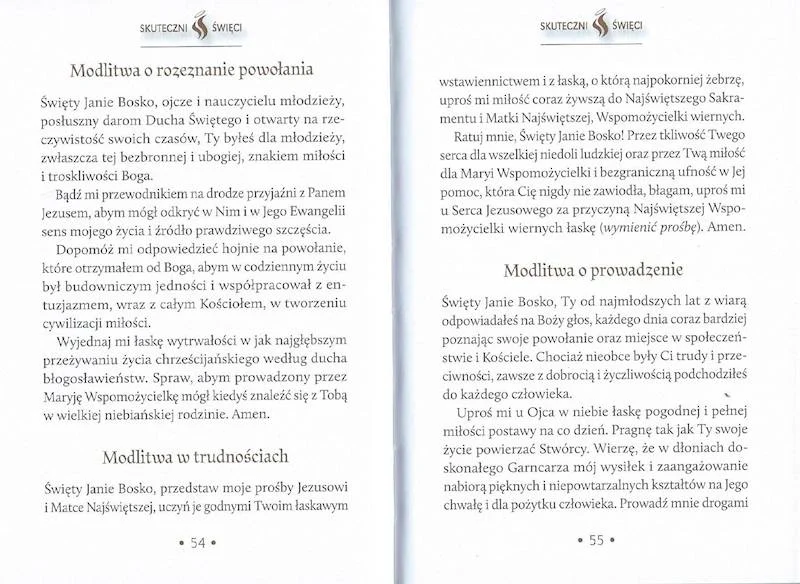 SKUTECZNI ŚWIĘCI
Modlitwa o rozeznanie powołania
Święty Janie Bosko, ojcze i nauczycielu młodzieży,
posłuszny darom Ducha Świętego i otwarty na rze-
czywistość swoich czasów, Ty byłeś dla młodzieży,
zwłaszcza tej bezbronnej i ubogiej, znakiem miłości
i troskliwości Boga.
Bądź mi przewodnikiem na drodze przyjaźni z Panem
Jezusem, abym mógł odkryć w Nim i w Jego Ewangelii
sens mojego życia i źródło prawdziwego szczęścia.
Dopomóż mi odpowiedzieć hojnie na powołanie,
które otrzymałem od Boga, abym w codziennym życiu
był budowniczym jedności i współpracował z en-
tuzjazmem, wraz z całym Kościołem, w tworzeniu
cywilizacji miłości.
Wyjednaj mi łaskę wytrwałości w jak najgłębszym
przeżywaniu życia chrześcijańskiego według ducha
błogosławieństw. Spraw, abym prowadzony przez
Maryję Wspomożycielkę mógł kiedyś znaleźć się z Tobą
w wielkiej niebiańskiej rodzinie. Amen.
Modlitwa w trudnościach
Święty Janie Bosko, przedstaw moje prośby Jezusowi
i Matce Najświętszej, uczyń je godnymi Twoim łaskawym
• 54 •
SKUTECZNI ŚWIĘCI
wstawiennictwem i z łaską, o którą najpokorniej żebrzę,
uproś mi miłość coraz żywszą do Najświętszego Sakra-
mentu i Matki Najświętszej, Wspomożycielki wiernych.
Ratuj mnie, Święty Janie Bosko! Przez tkliwość Twego
serca dla wszelkiej niedoli ludzkiej oraz przez Twą miłość
dla Maryi Wspomożycielki i bezgraniczną ufność w Jej
pomoc, która Cię nigdy nie zawiodła, błagam, uproś mi
u Serca Jezusowego za przyczyną Najświętszej Wspo-
możycielki wiernych łaskę (wymienić prośbę). Amen.
Modlitwa o prowadzenie
Święty Janie Bosko, Ty od najmłodszych lat z wiarą
odpowiadałeś na Boży głos, każdego dnia coraz bardziej
poznając swoje powołanie oraz miejsce w społeczeń-
stwie i Kościele. Chociaż nieobce były Ci trudy i prze-
ciwności, zawsze z dobrocią i życzliwością podchodziłeś
do każdego człowieka.
Uproś mi u Ojca w niebie łaskę pogodnej i pełnej
miłości postawy na co dzień. Pragnę tak jak Ty swoje
życie powierzać Stwórcy. Wierzę, że w dłoniach do-
skonałego Garncarza mój wysiłek i zaangażowanie
nabiorą pięknych i niepowtarzalnych kształtów na Jego
chwałę i dla pożytku człowieka. Prowadź mnie drogami
• 55 •